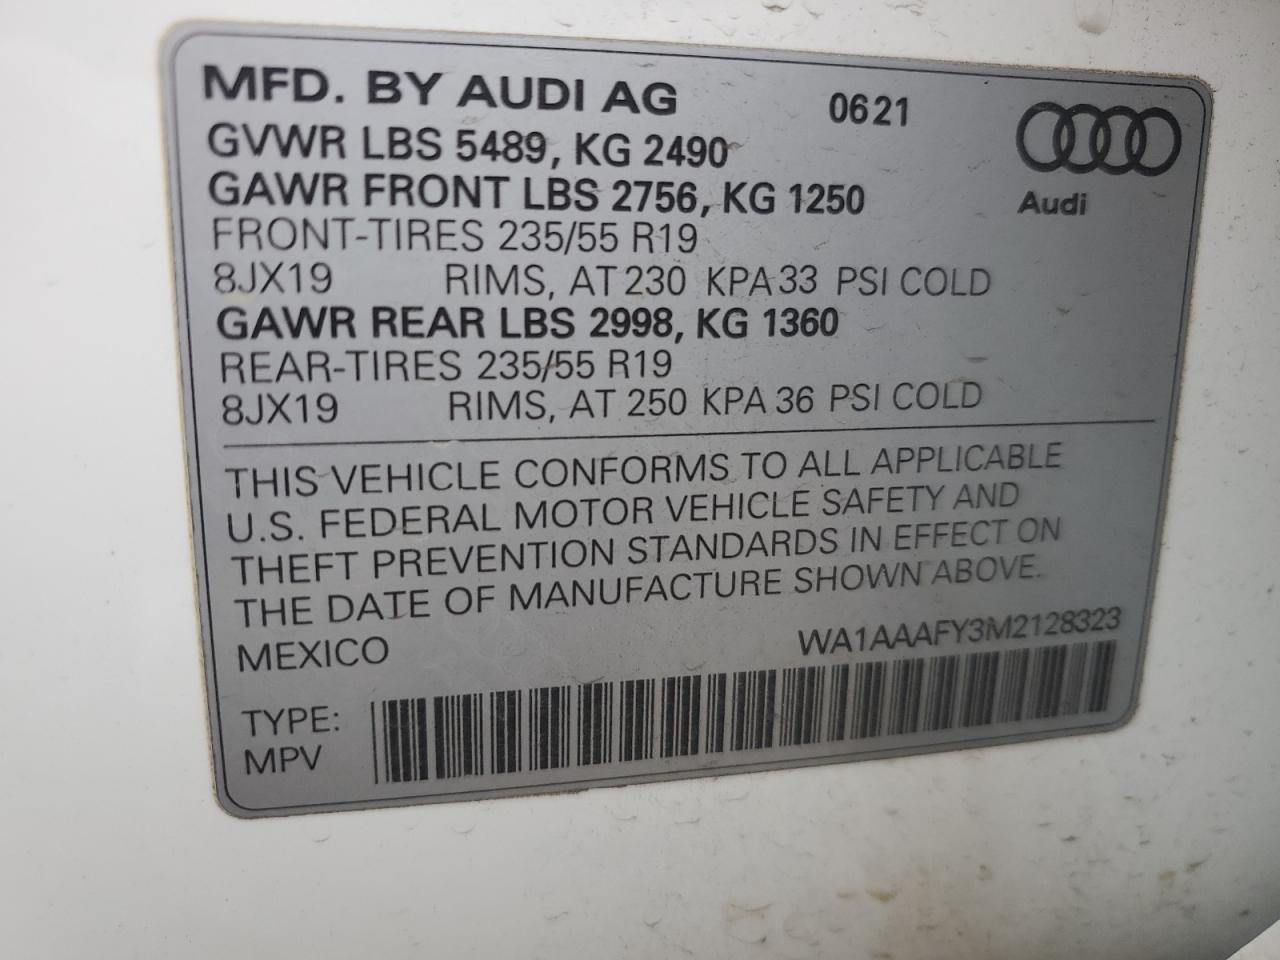 MFD. BY AUDI AG 0621
GVWR LBS 5489, KG 2490
GAWR FRONT LBS 2756, KG 1250
Audi
FRONT-TIRES 235/55 R19
8JX19 RIMS, AT 230 KPA 33 PSI COLD
GAWR REAR LBS 2998, KG 1360
REAR-TIRES 235/55 R19
8JX19 RIMS, AT 250 KPA 36 PSI COLD
THIS VEHICLE CONFORMS TO ALL APPLICABLE
U.S. FEDERAL MOTOR VEHICLE SAFETY AND
THEFT PREVENTION STANDARDS IN EFFECT ON
THE DATE OF MANUFACTURE SHOWN ABOVE.
MEXICO WA1AAAFY3M2128323
TYPE:
MPV